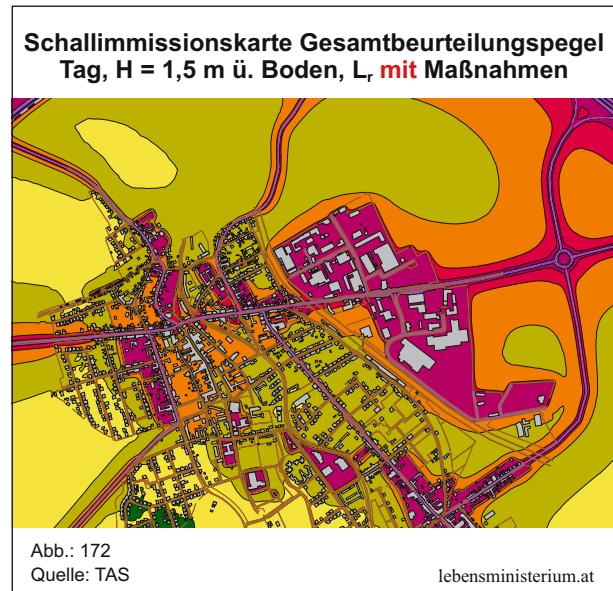 Schallimmissionskarte Gesamtbeurteilungspegel
Tag, H = 1,5 m ü. Boden, Lr mit Maßnahmen
H
H
Abb.: 172
Quelle: TAS
lebensministerium.at